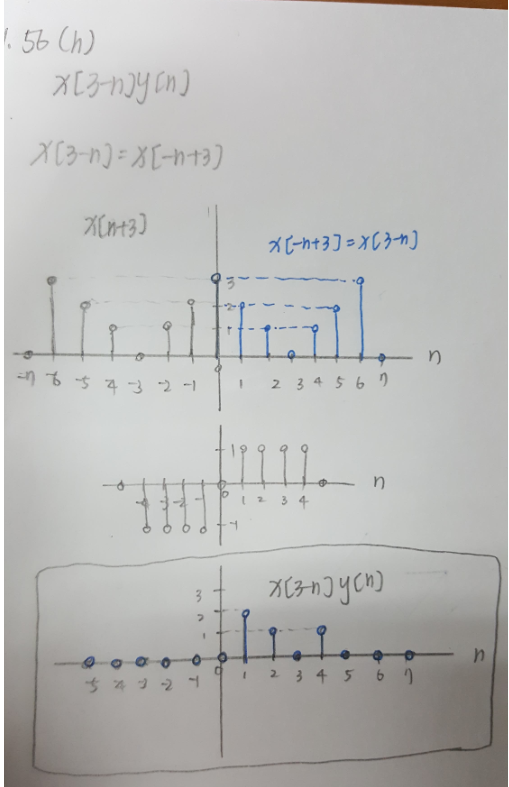 1.56 (h)
x[3-n]y[n]
x[3-n] = x[-n+3]
x[n+3]
x[-n+3] = x[3-n]
3
2
1
-7 -6 -5 -4 -3 -2 -1 0 1 2 3 4 5 6 7 n
1
-4 -3 -2 -1 0 1 2 3 4 n
-1
x[3-n]y[n]
3
2
1
-5 -4 -3 -2 -1 0 1 2 3 4 5 6 7 n